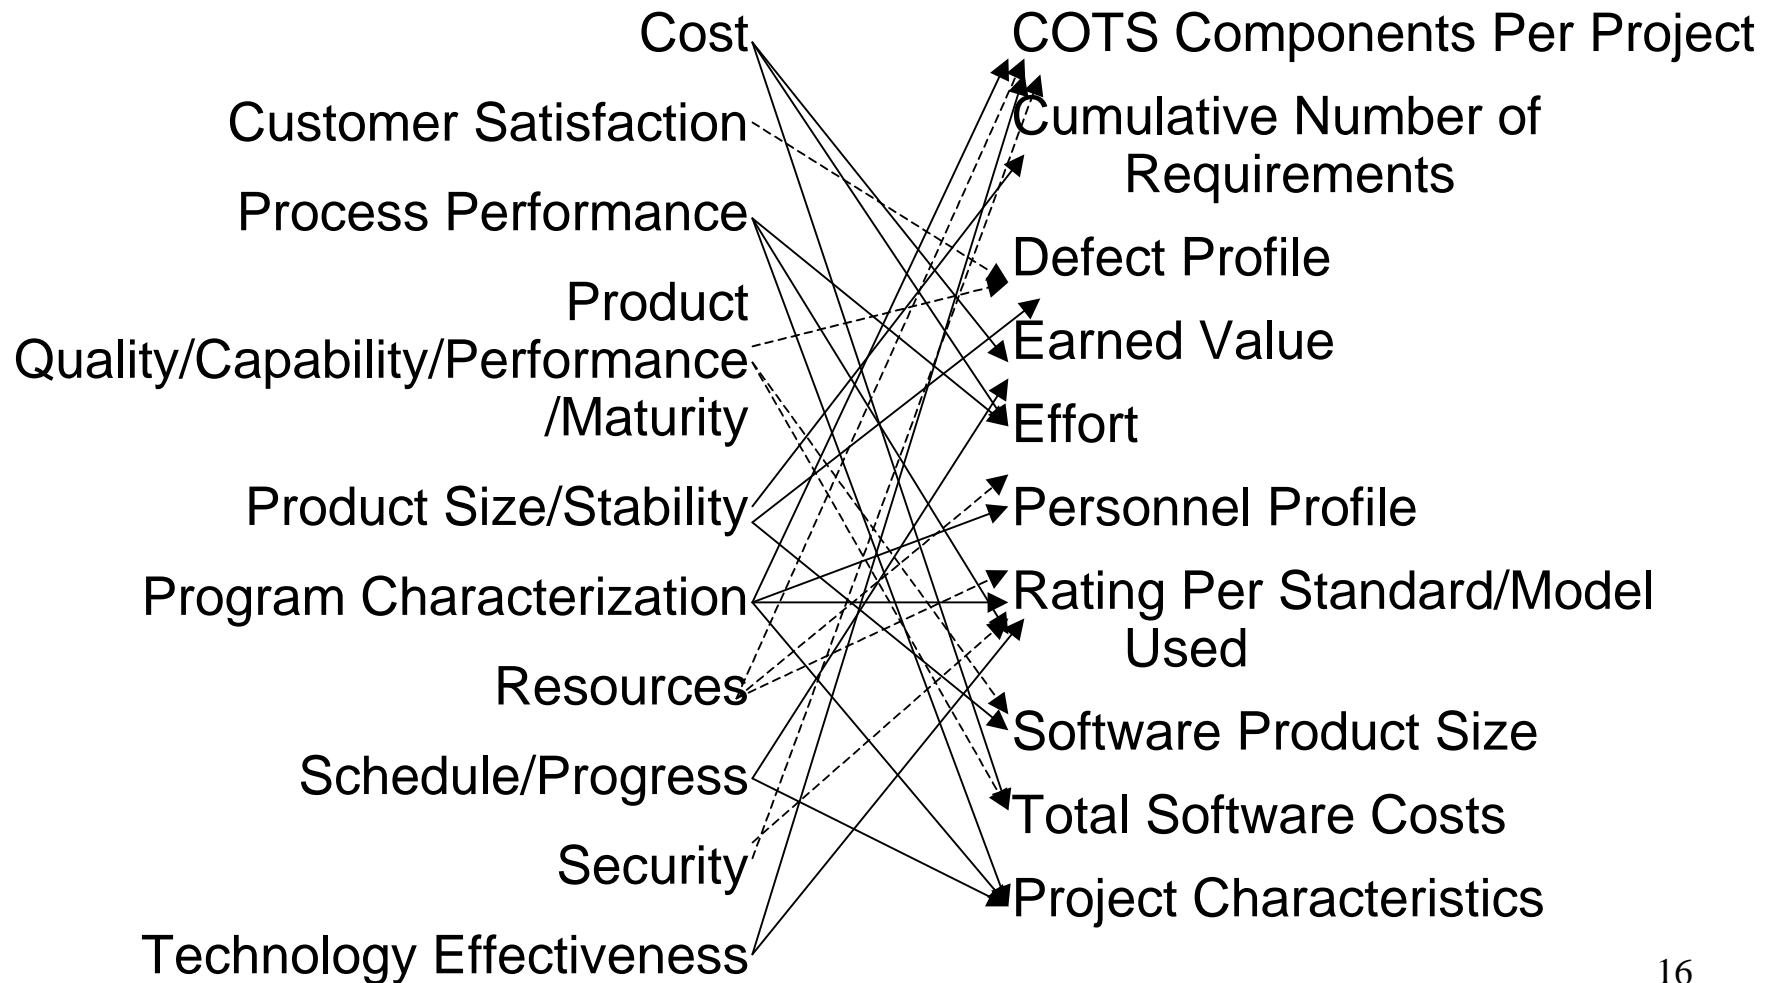 Cost
Customer Satisfaction
Process Performance
Product
Quality/Capability/Performance
/Maturity
Product Size/Stability
Program Characterization
Resources
Schedule/Progress
Security
Technology Effectiveness
COTS Components Per Project
Cumulative Number of
Requirements
Defect Profile
Earned Value
Effort
Personnel Profile
Rating Per Standard/Model
Used
Software Product Size
Total Software Costs
Project Characteristics
16